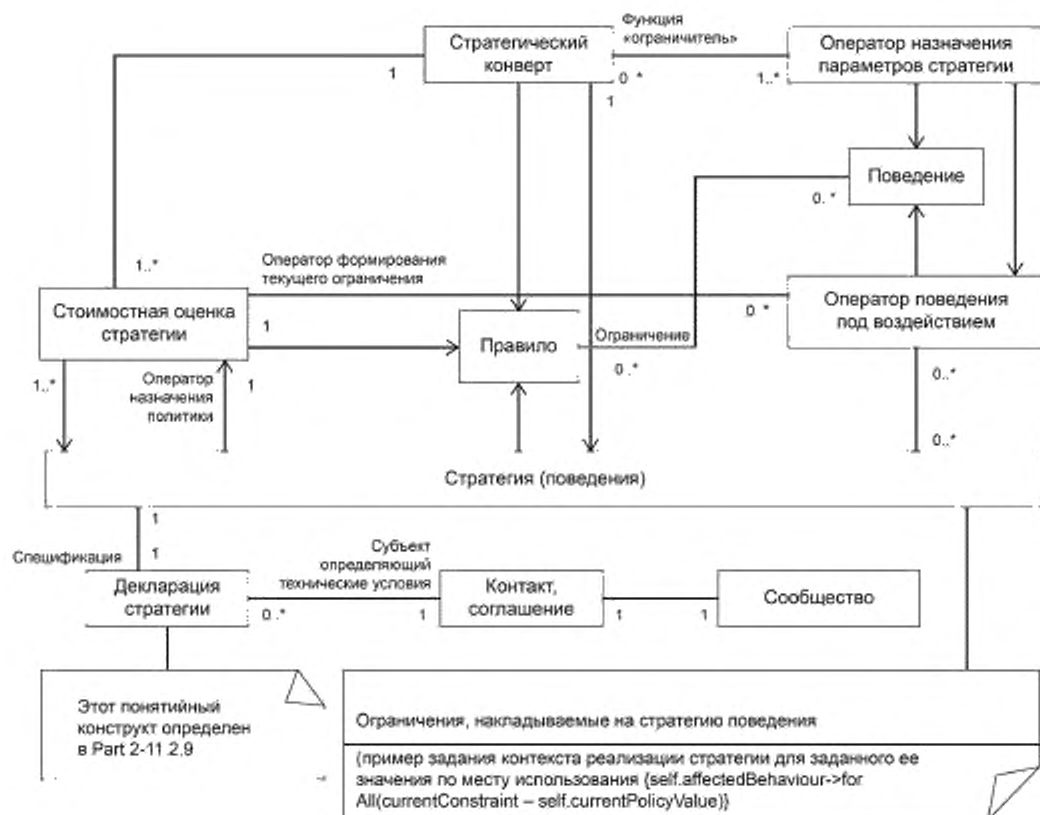 Стратегический
конверт
Функция
«ограничитель»
Оператор назначения
параметров стратегии
1
0 *
1..*
1
Поведение
0. *
1..*
Оператор формирования
текущего ограничения
Стоимостная оценка
стратегии
1
0. *
Оператор поведения
под воздействием
Правило
Ограничение
0 ..*
1..*
Оператор
назначения
политики
1
0..*
0..*
Стратегия (поведения)
1
Спецификация
1
Декларация
стратегии
0..*
Субъект
определяющий
технические условия
1
Контакт,
соглашение
1
1
Сообщество
Этот понятийный
конструкт определен
в Part 2-11.2.9
Ограничения, накладываемые на стратегию поведения
(пример задания контекста реализации стратегии для заданного ее
значения по месту использования {self.affectedBehaviour->for
All(currentConstraint – self.currentPolicyValue)}